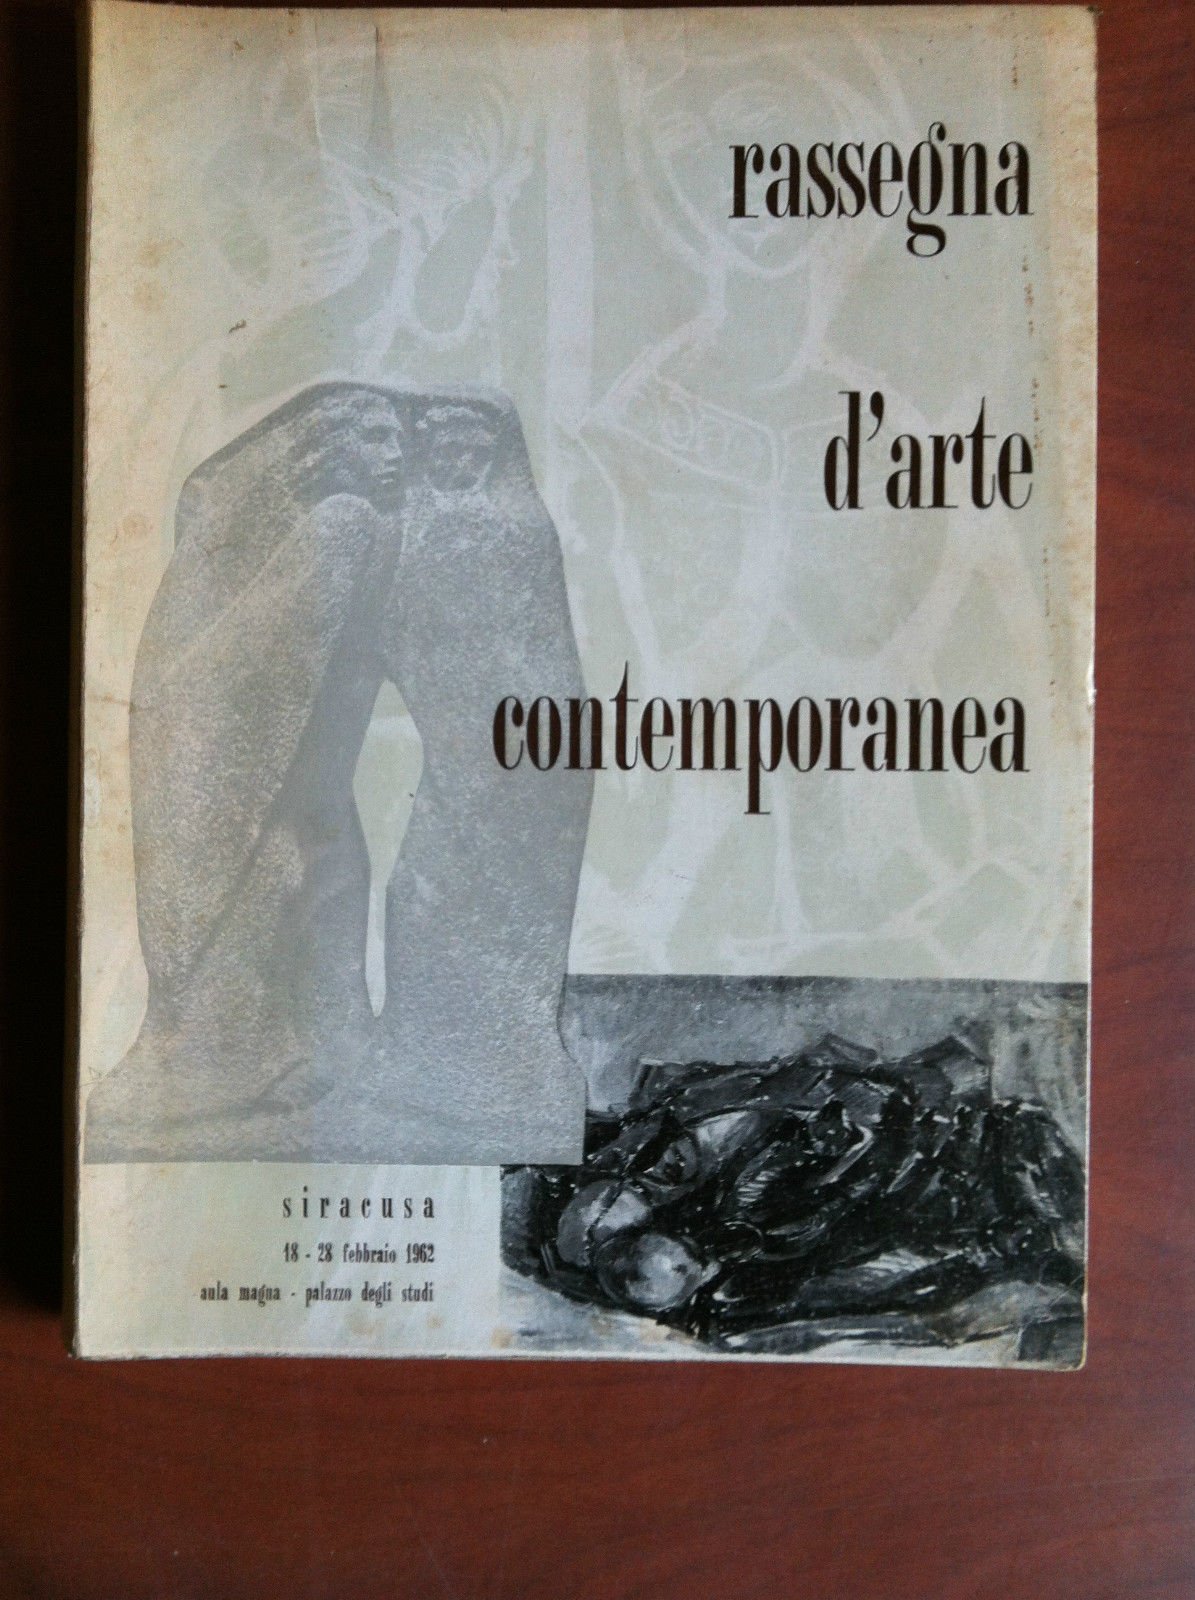 rassegna
d'arte
contemporanea
siracusa
18 - 28 febbraio 1962
aula magna - palazzo degli studi